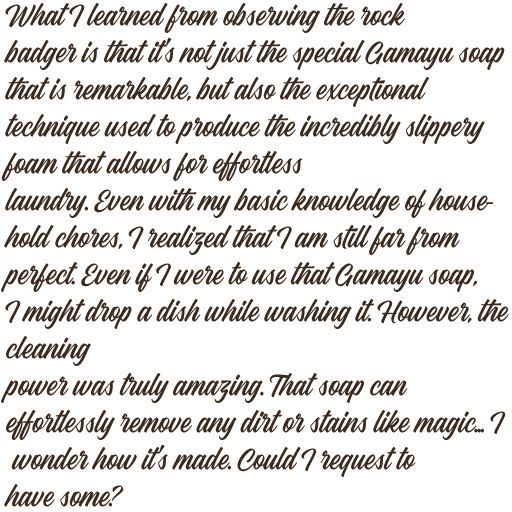 What I learned from observing the rock
badger is that it's not just the special Gamayu soap
that is remarkable, but also the exceptional
technique used to produce the incredibly slippery
foam that allows for effortless
laundry. Even with my basic knowledge of house-
hold chores, I realized that I am still far from
perfect. Even if I were to use that Gamayu soap,
I might drop a dish while washing it. However, the
cleaning
power was truly amazing. That soap can
effortlessly remove any dirt or stains like magic... I
wonder how it's made. Could I request to
have some?